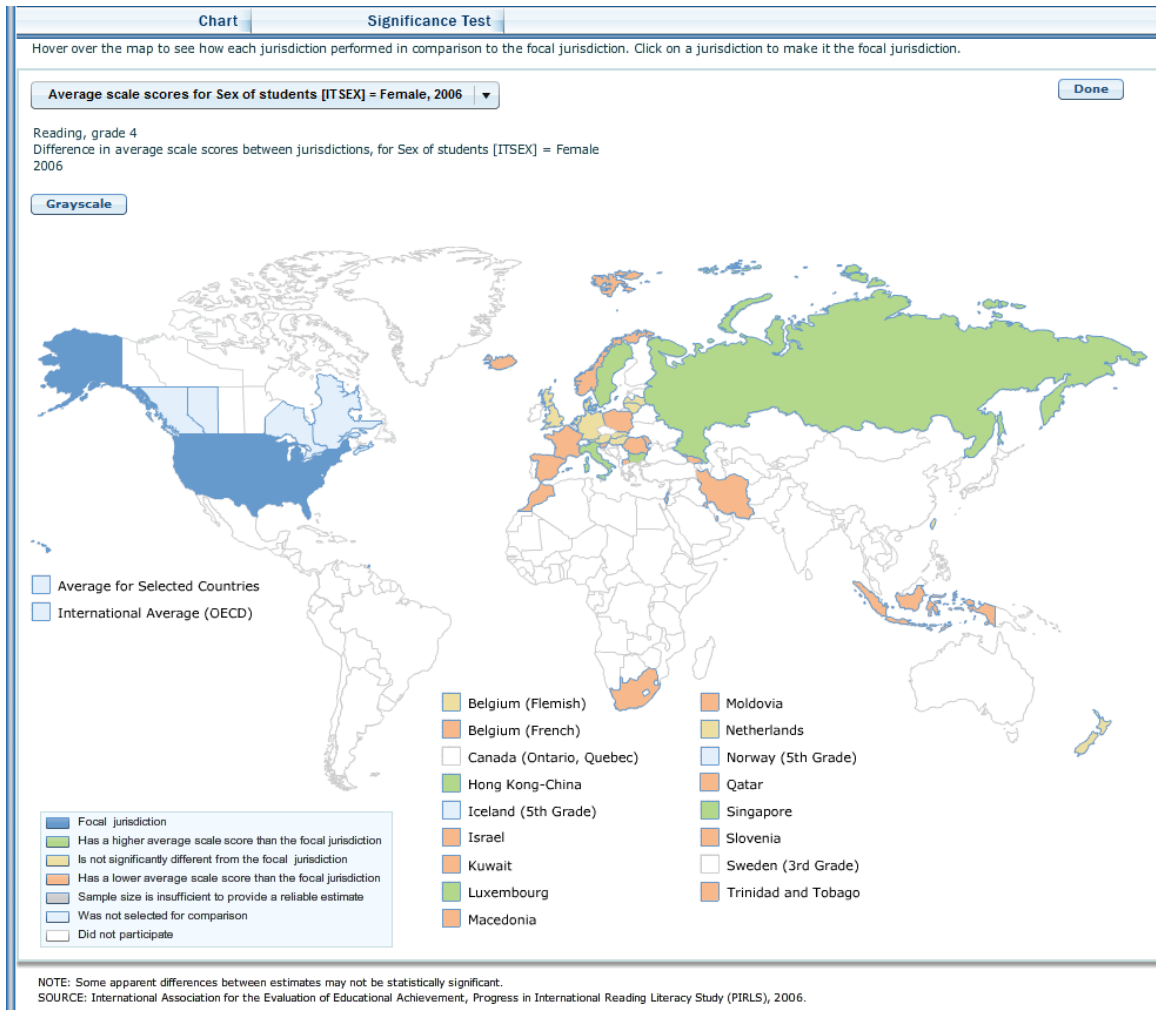 Chart
Significance Test
Hover over the map to see how each jurisdiction performed in comparison to the focal jurisdiction. Click on a jurisdiction to make it the focal jurisdiction.
Average scale scores for Sex of students [ITSEX] = Female, 2006
Done
Reading, grade 4
Difference in average scale scores between jurisdictions, for Sex of students [ITSEX] = Female
2006
Grayscale
Average for Selected Countries
International Average (OECD)
Belgium (Flemish)
Belgium (French)
Canada (Ontario, Quebec)
Hong Kong-China
Iceland (5th Grade)
Israel
Kuwait
Luxembourg
Macedonia
Moldovia
Netherlands
Norway (5th Grade)
Qatar
Singapore
Slovenia
Sweden (3rd Grade)
Trinidad and Tobago
Focal jurisdiction
Has a higher average scale score than the focal jurisdiction
Is not significantly different from the focal jurisdiction
Has a lower average scale score than the focal jurisdiction
Sample size is insufficient to provide a reliable estimate
Was not selected for comparison
Did not participate
NOTE: Some apparent differences between estimates may not be statistically significant.
SOURCE: International Association for the Evaluation of Educational Achievement, Progress in International Reading Literacy Study (PIRLS), 2006.